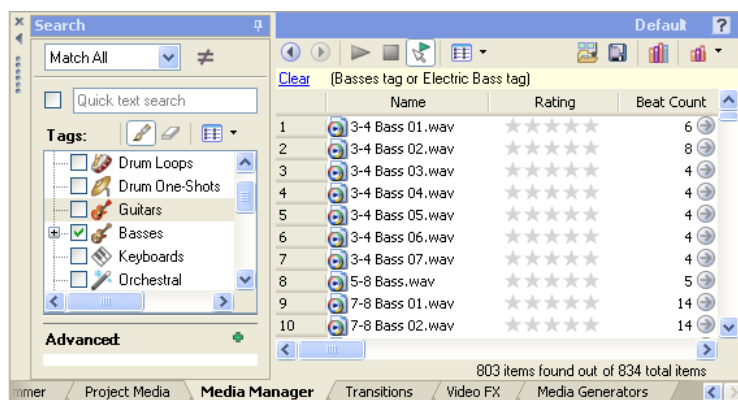 Search
Default ?
Match All ≠
Clear (Basses tag or Electric Bass tag)
Quick text search
Tags:
Drum Loops
Drum One-Shots
Guitars
Basses
Keyboards
Orchestral
Advanced:
Name Rating Beat Count
1 3-4 Bass 01.wav 6
2 3-4 Bass 02.wav 8
3 3-4 Bass 03.wav 4
4 3-4 Bass 04.wav 4
5 3-4 Bass 05.wav 4
6 3-4 Bass 06.wav 4
7 3-4 Bass 07.wav 4
8 5-8 Bass.wav 5
9 7-8 Bass 01.wav 14
10 7-8 Bass 02.wav 14
803 items found out of 834 total items
mmer Project Media Media Manager Transitions Video FX Media Generators